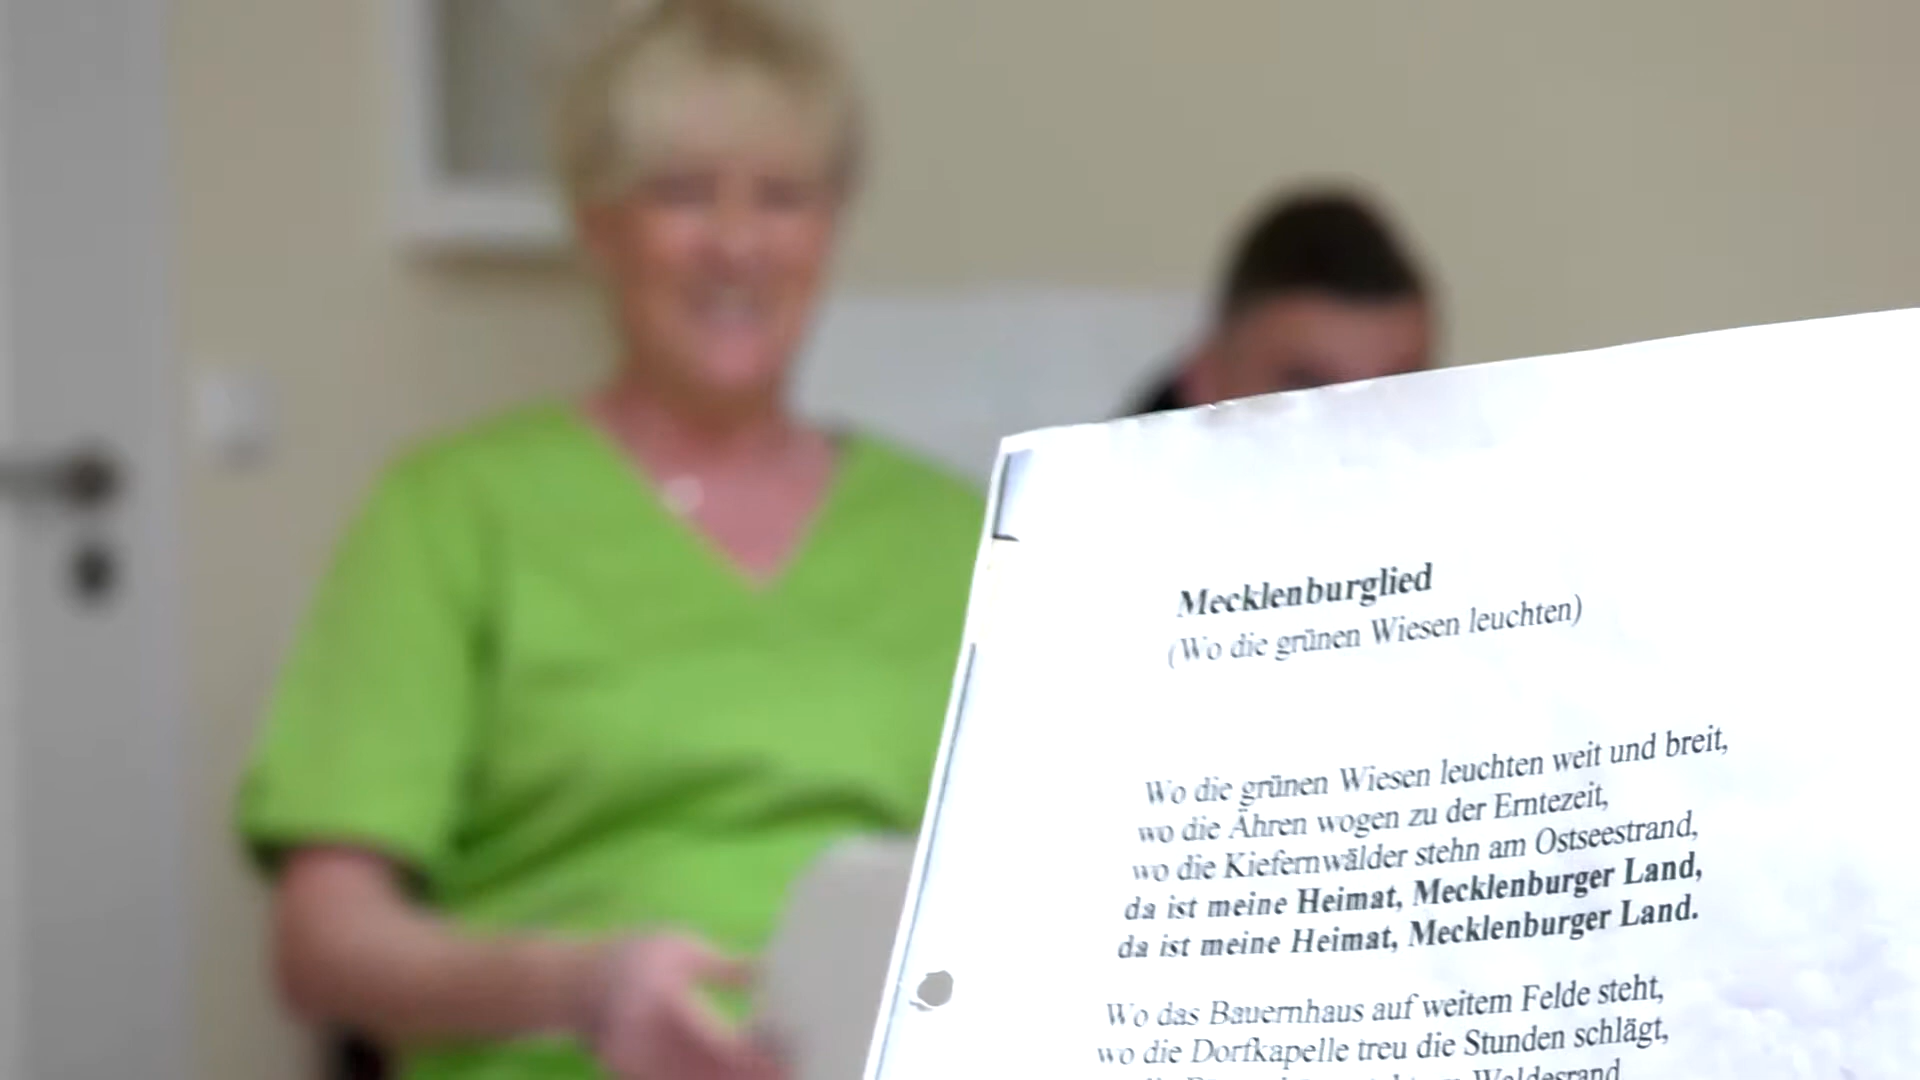 Mecklenburglied
(Wo die grünen Wiesen leuchten)
Wo die grünen Wiesen leuchten weit und breit,
wo die Ähren wogen zu der Erntezeit,
wo die Kiefernwälder stehn am Ostseestrand,
da ist meine Heimat, Mecklenburger Land,
da ist meine Heimat, Mecklenburger Land.
Wo das Bauernhaus auf weitem Felde steht,
wo die Dorfkapelle treu die Stunden schlägt,
Waldesrand